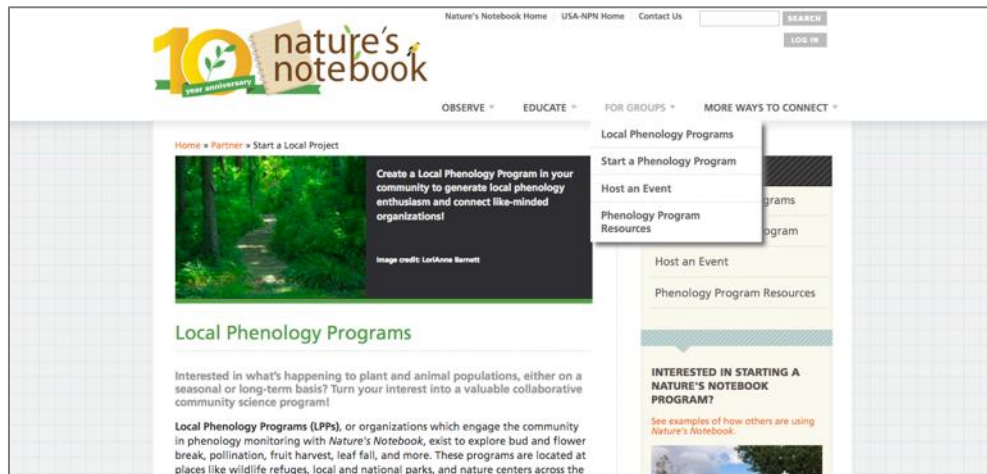 Nature's Notebook Home USA-NPN Home Contact Us SEARCH
LOG IN
10
year anniversary
nature's
notebook
OBSERVE EDUCATE FOR GROUPS MORE WAYS TO CONNECT
Local Phenology Programs
Start a Phenology Program
Host an Event
Phenology Program
Resources
Home » Partner » Start a Local Project
Create a Local Phenology Program in your
community to generate local phenology
enthusiasm and connect like-minded
organizations!
Image credit: LoriAnne Barnett
grams
ogram
Host an Event
Phenology Program Resources
Local Phenology Programs
Interested in what's happening to plant and animal populations, either on a
seasonal or long-term basis? Turn your interest into a valuable collaborative
community science program!
Local Phenology Programs (LPPs), or organizations which engage the community
in phenology monitoring with Nature's Notebook, exist to explore bud and flower
break, pollination, fruit harvest, leaf fall, and more. These programs are located at
places like wildlife refuges, local and national parks, and nature centers across the
INTERESTED IN STARTING A
NATURE'S NOTEBOOK
PROGRAM?
See examples of how others are using
Nature's Notebook.